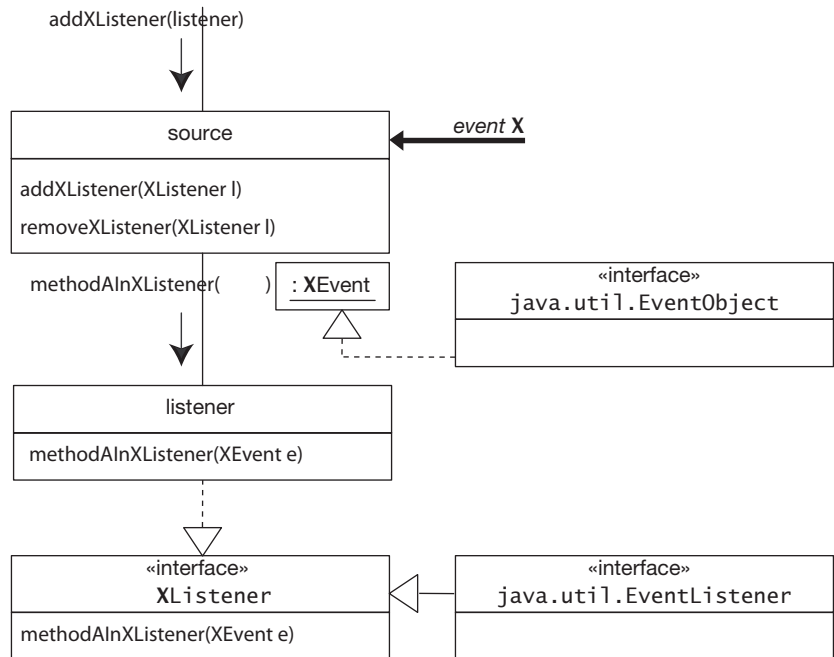 addXListener(listener)
source
event X
addXListener(XListener l)
removeXListener(XListener l)
methodAInXListener( )
: XEvent
«interface»
java.util.EventObject
listener
methodAInXListener(XEvent e)
«interface»
XListener
methodAInXListener(XEvent e)
«interface»
java.util.EventListener